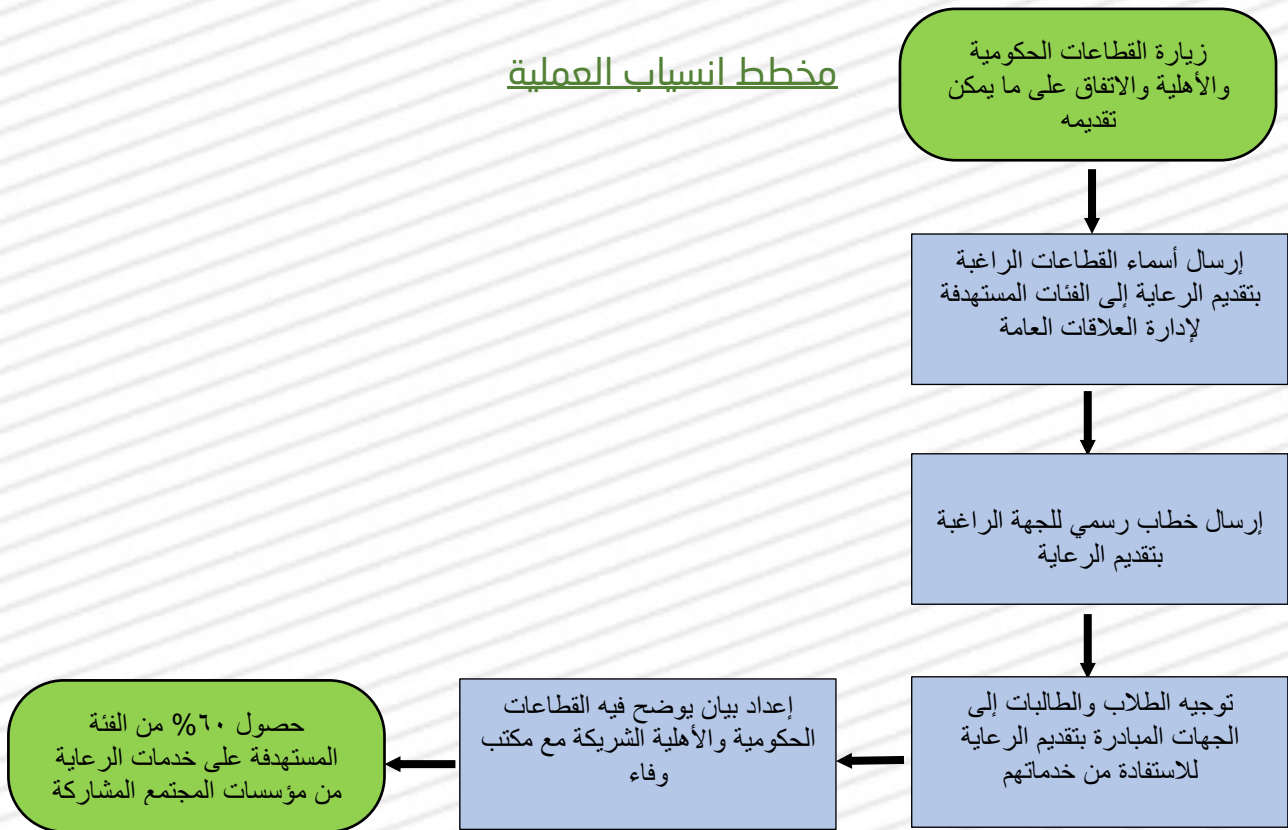 مخطط انسياب العملية
زيارة القطاعات الحكومية
والأهلية والاتفاق على ما يمكن
تقديمه
إرسال أسماء القطاعات الراغبة
بتقديم الرعاية إلى الفئات المستهدفة
لإدارة العلاقات العامة
إرسال خطاب رسمي للجهة الراغبة
بتقديم الرعاية
توجيه الطلاب والطالبات إلى
الجهات المبادرة بتقديم الرعاية
للاستفادة من خدماتهم
إعداد بيان يوضح فيه القطاعات
الحكومية والأهلية الشريكة مع مكتب
وفاء
حصول ٦٠% من الفئة
المستهدفة على خدمات الرعاية
من مؤسسات المجتمع المشاركة